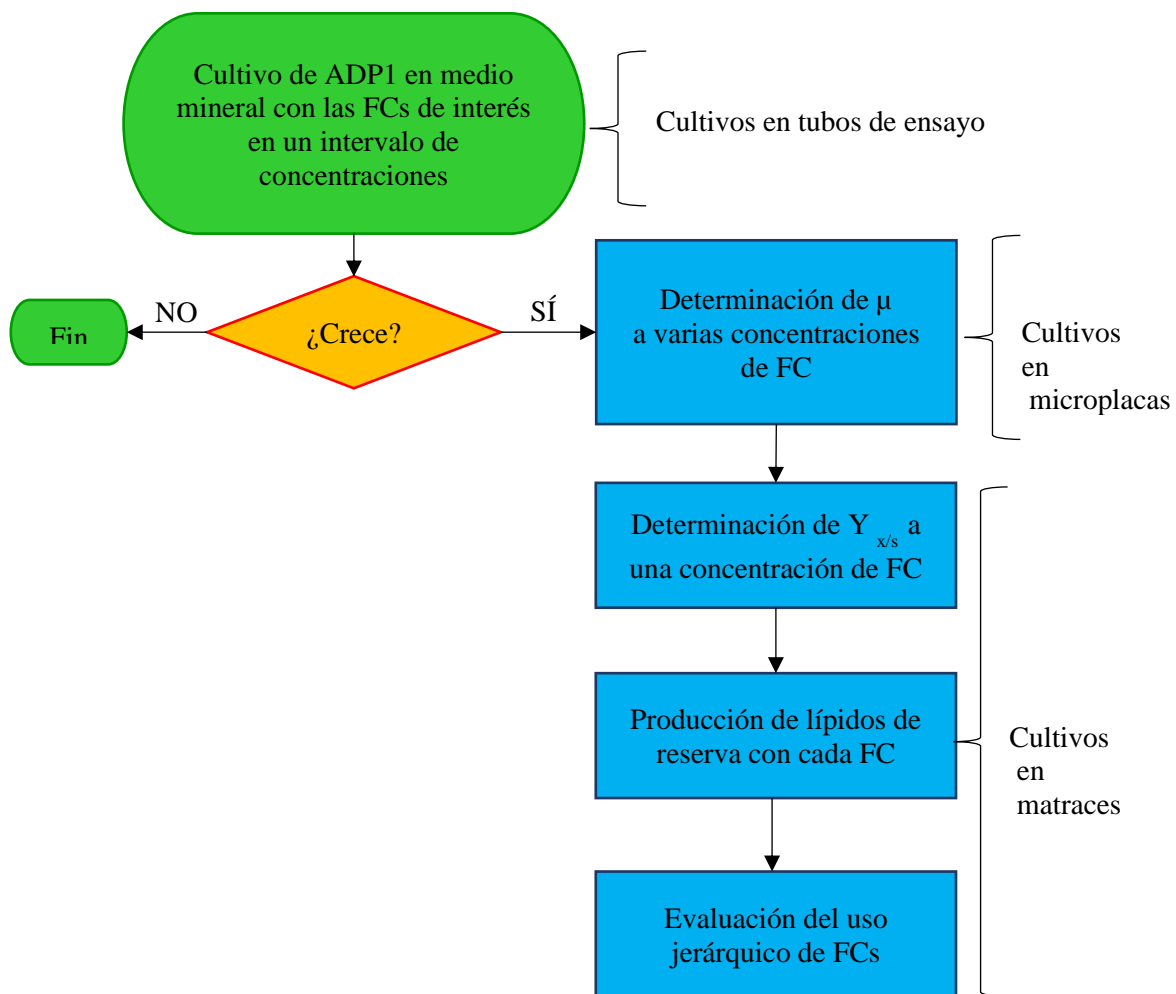 Cultivo de ADP1 en medio
mineral con las FCs de interés
en un intervalo de
concentraciones
Cultivos en tubos de ensayo
NO
¿Crece?
SÍ
Fin
Determinación de μ
a varias concentraciones
de FC
Cultivos
en
microplacas
Determinación de Y x/s a
una concentración de FC
Producción de lípidos de
reserva con cada FC
Cultivos
en
matraces
Evaluación del uso
jerárquico de FCs